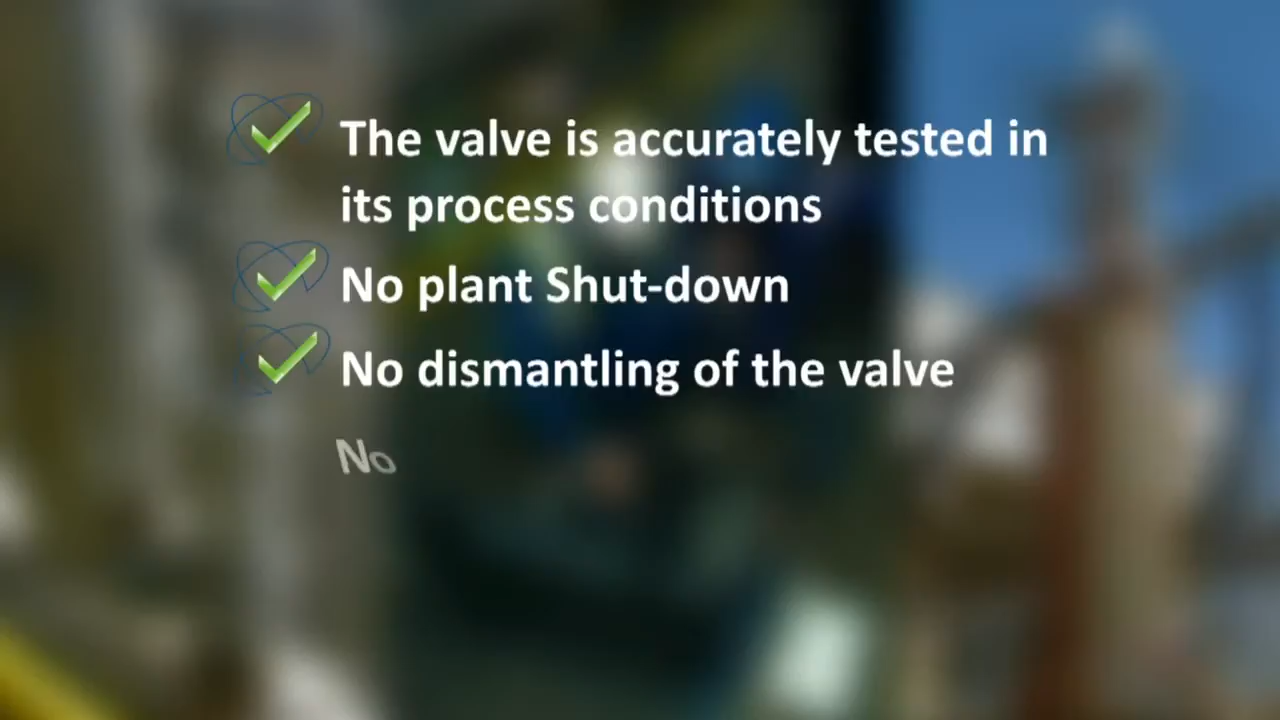 The valve is accurately tested in
its process conditions
No plant Shut-down
No dismantling of the valve
No